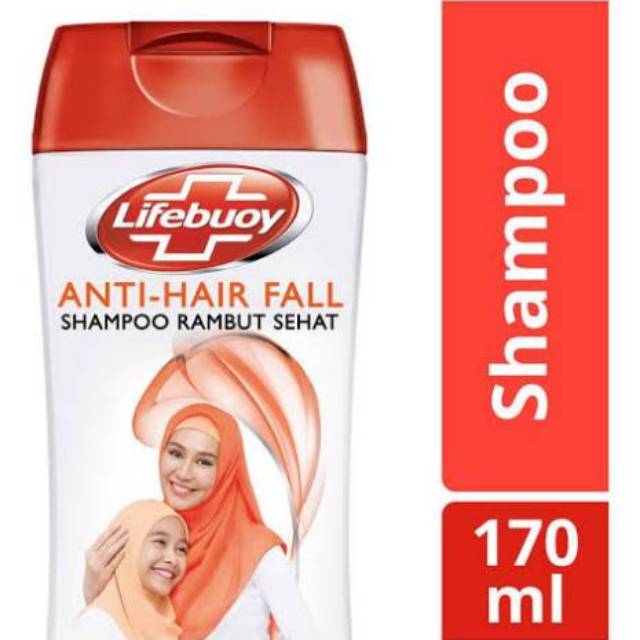 Lifebuoy
ANTI-HAIR FALL
SHAMPOO RAMBUT SEHAT
Shampoo
170
ml